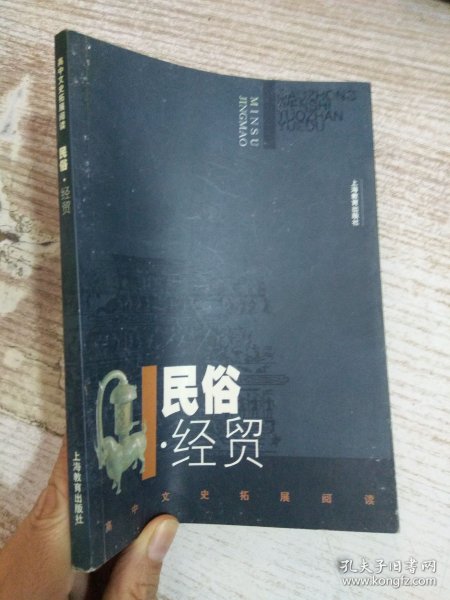 高中文史拓展阅读
民俗·经贸
上海教育出版社
MINSU
JINGMAO
GAOZHONG
WENSHI
TUOZHAN
YUEDU
上海教育出版社
民俗
·经贸
高中文史拓展阅读
孔夫子旧书网
www.kongfz.com